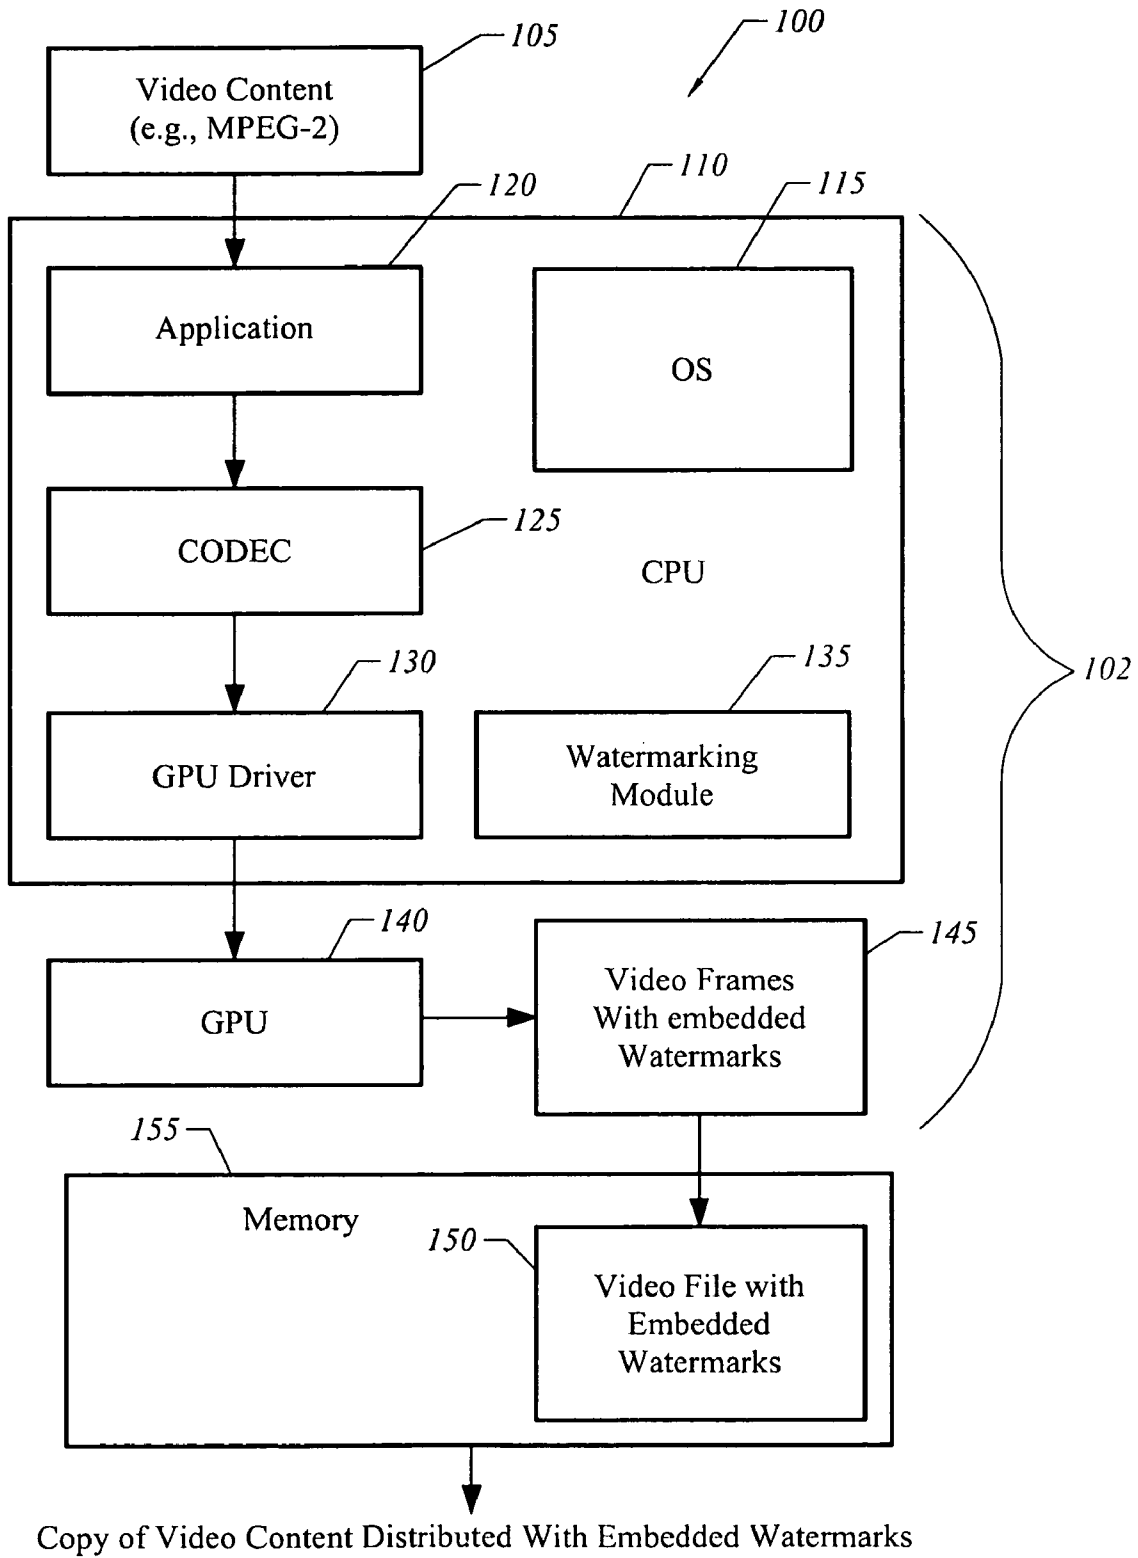 100
105
Video Content
(e.g., MPEG-2)
110
120
115
Application
OS
125
CODEC
CPU
130
135
102
GPU Driver
Watermarking
Module
140
145
GPU
Video Frames
With embedded
Watermarks
155
Memory
150
Video File with
Embedded
Watermarks
Copy of Video Content Distributed With Embedded Watermarks